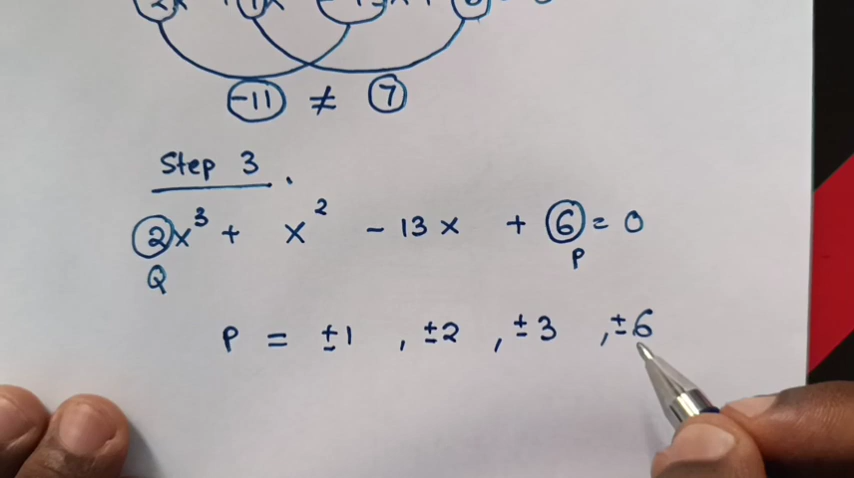 -11 ≠ 7
Step 3.
2x³ + x² - 13x + 6 = 0
Q P
P = ±1 , ±2 , ±3 , ±6